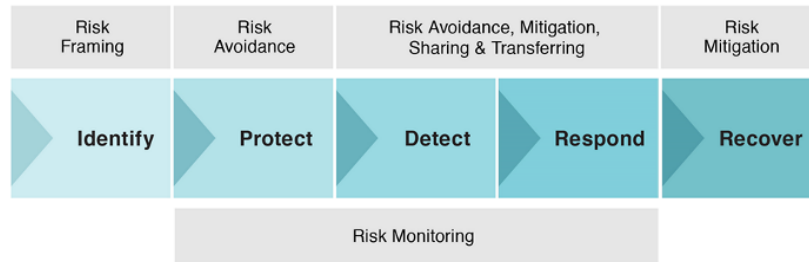 Risk
Framing
Risk
Avoidance
Risk Avoidance, Mitigation,
Sharing & Transferring
Risk
Mitigation
Identify
Protect
Detect
Respond
Recover
Risk Monitoring